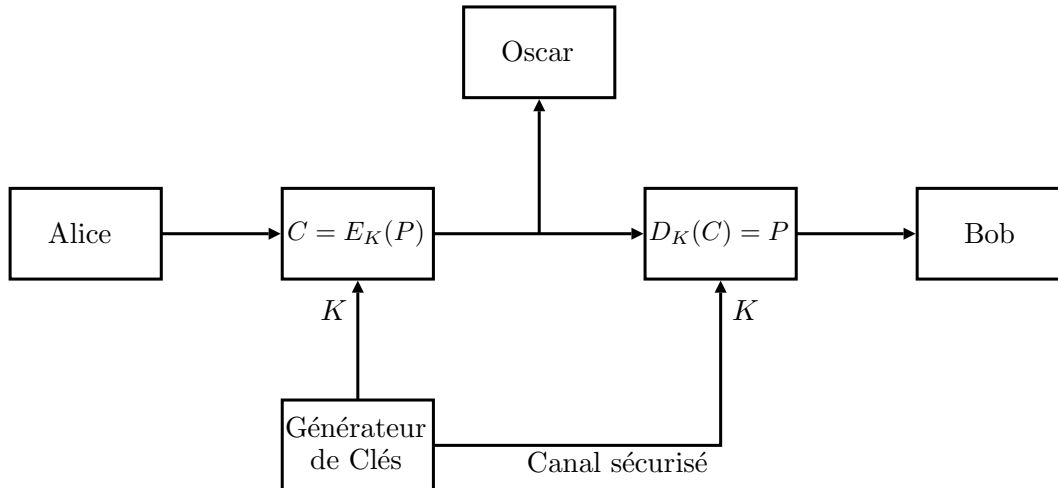 Oscar
Alice
C = E_K(P)
D_K(C) = P
Bob
K
K
Générateur
de Clés
Canal sécurisé